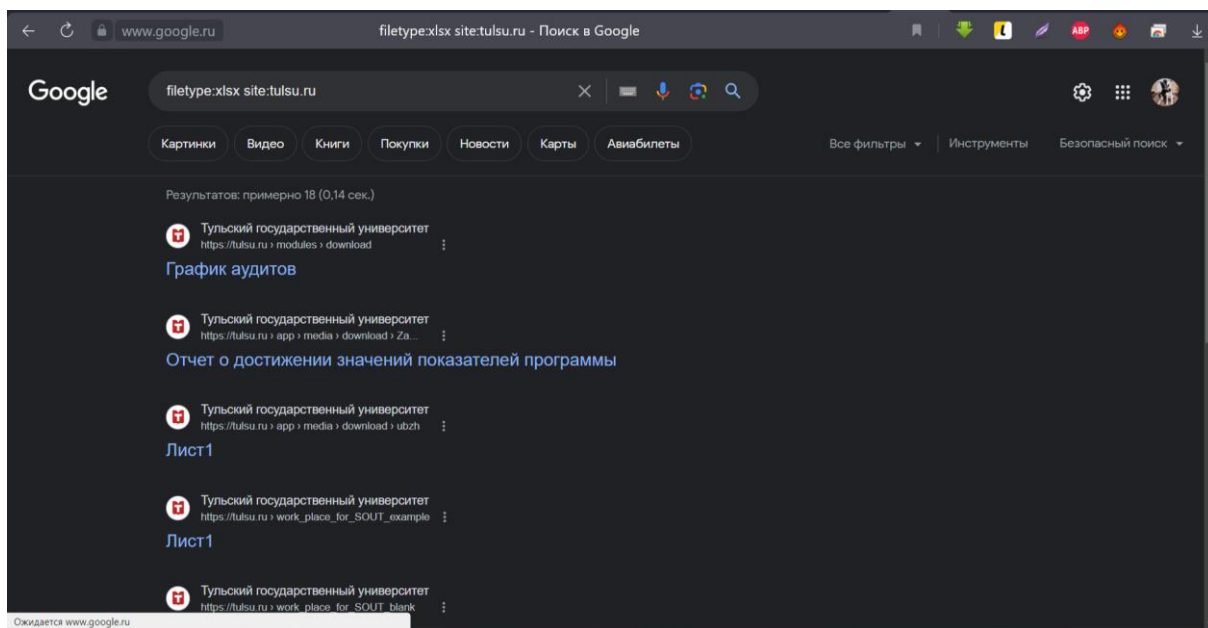 www.google.ru
filetype:xlsx site:tulsu.ru - Поиск в Google
L
ABP
Google
filetype:xlsx site:tulsu.ru
Картинки
Видео
Книги
Покупки
Новости
Карты
Авиабилеты
Все фильтры
Инструменты
Безопасный поиск
Результатов: примерно 18 (0,14 сек.)
Тульский государственный университет
https://tulsu.ru › modules › download
График аудитов
Тульский государственный университет
https://tulsu.ru › app › media › download › Za...
Отчет о достижении значений показателей программы
Тульский государственный университет
https://tulsu.ru › app › media › download › ubzh
Лист1
Тульский государственный университет
https://tulsu.ru › work_place_for_SOUT_example
Лист1
Тульский государственный университет
https://tulsu.ru › work_place_for_SOUT_blank
Ожидается www.google.ru